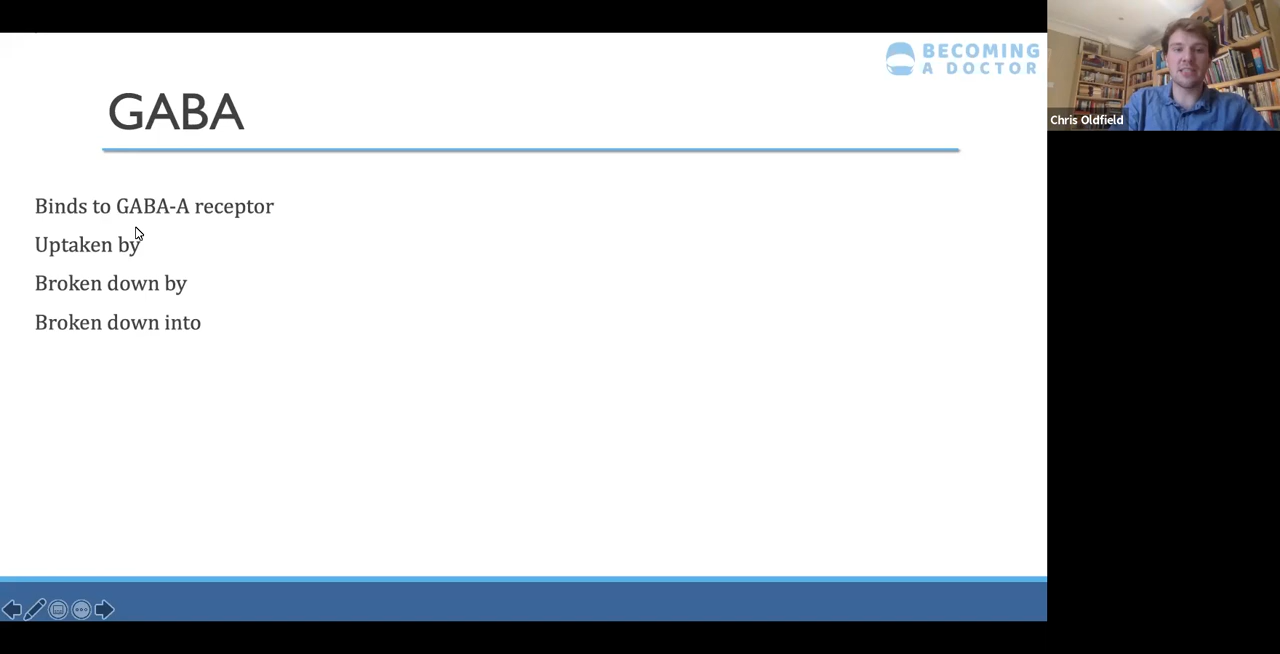 BECOMING
A DOCTOR
GABA
Chris Oldfield
Binds to GABA-A receptor
Uptaken by
Broken down by
Broken down into